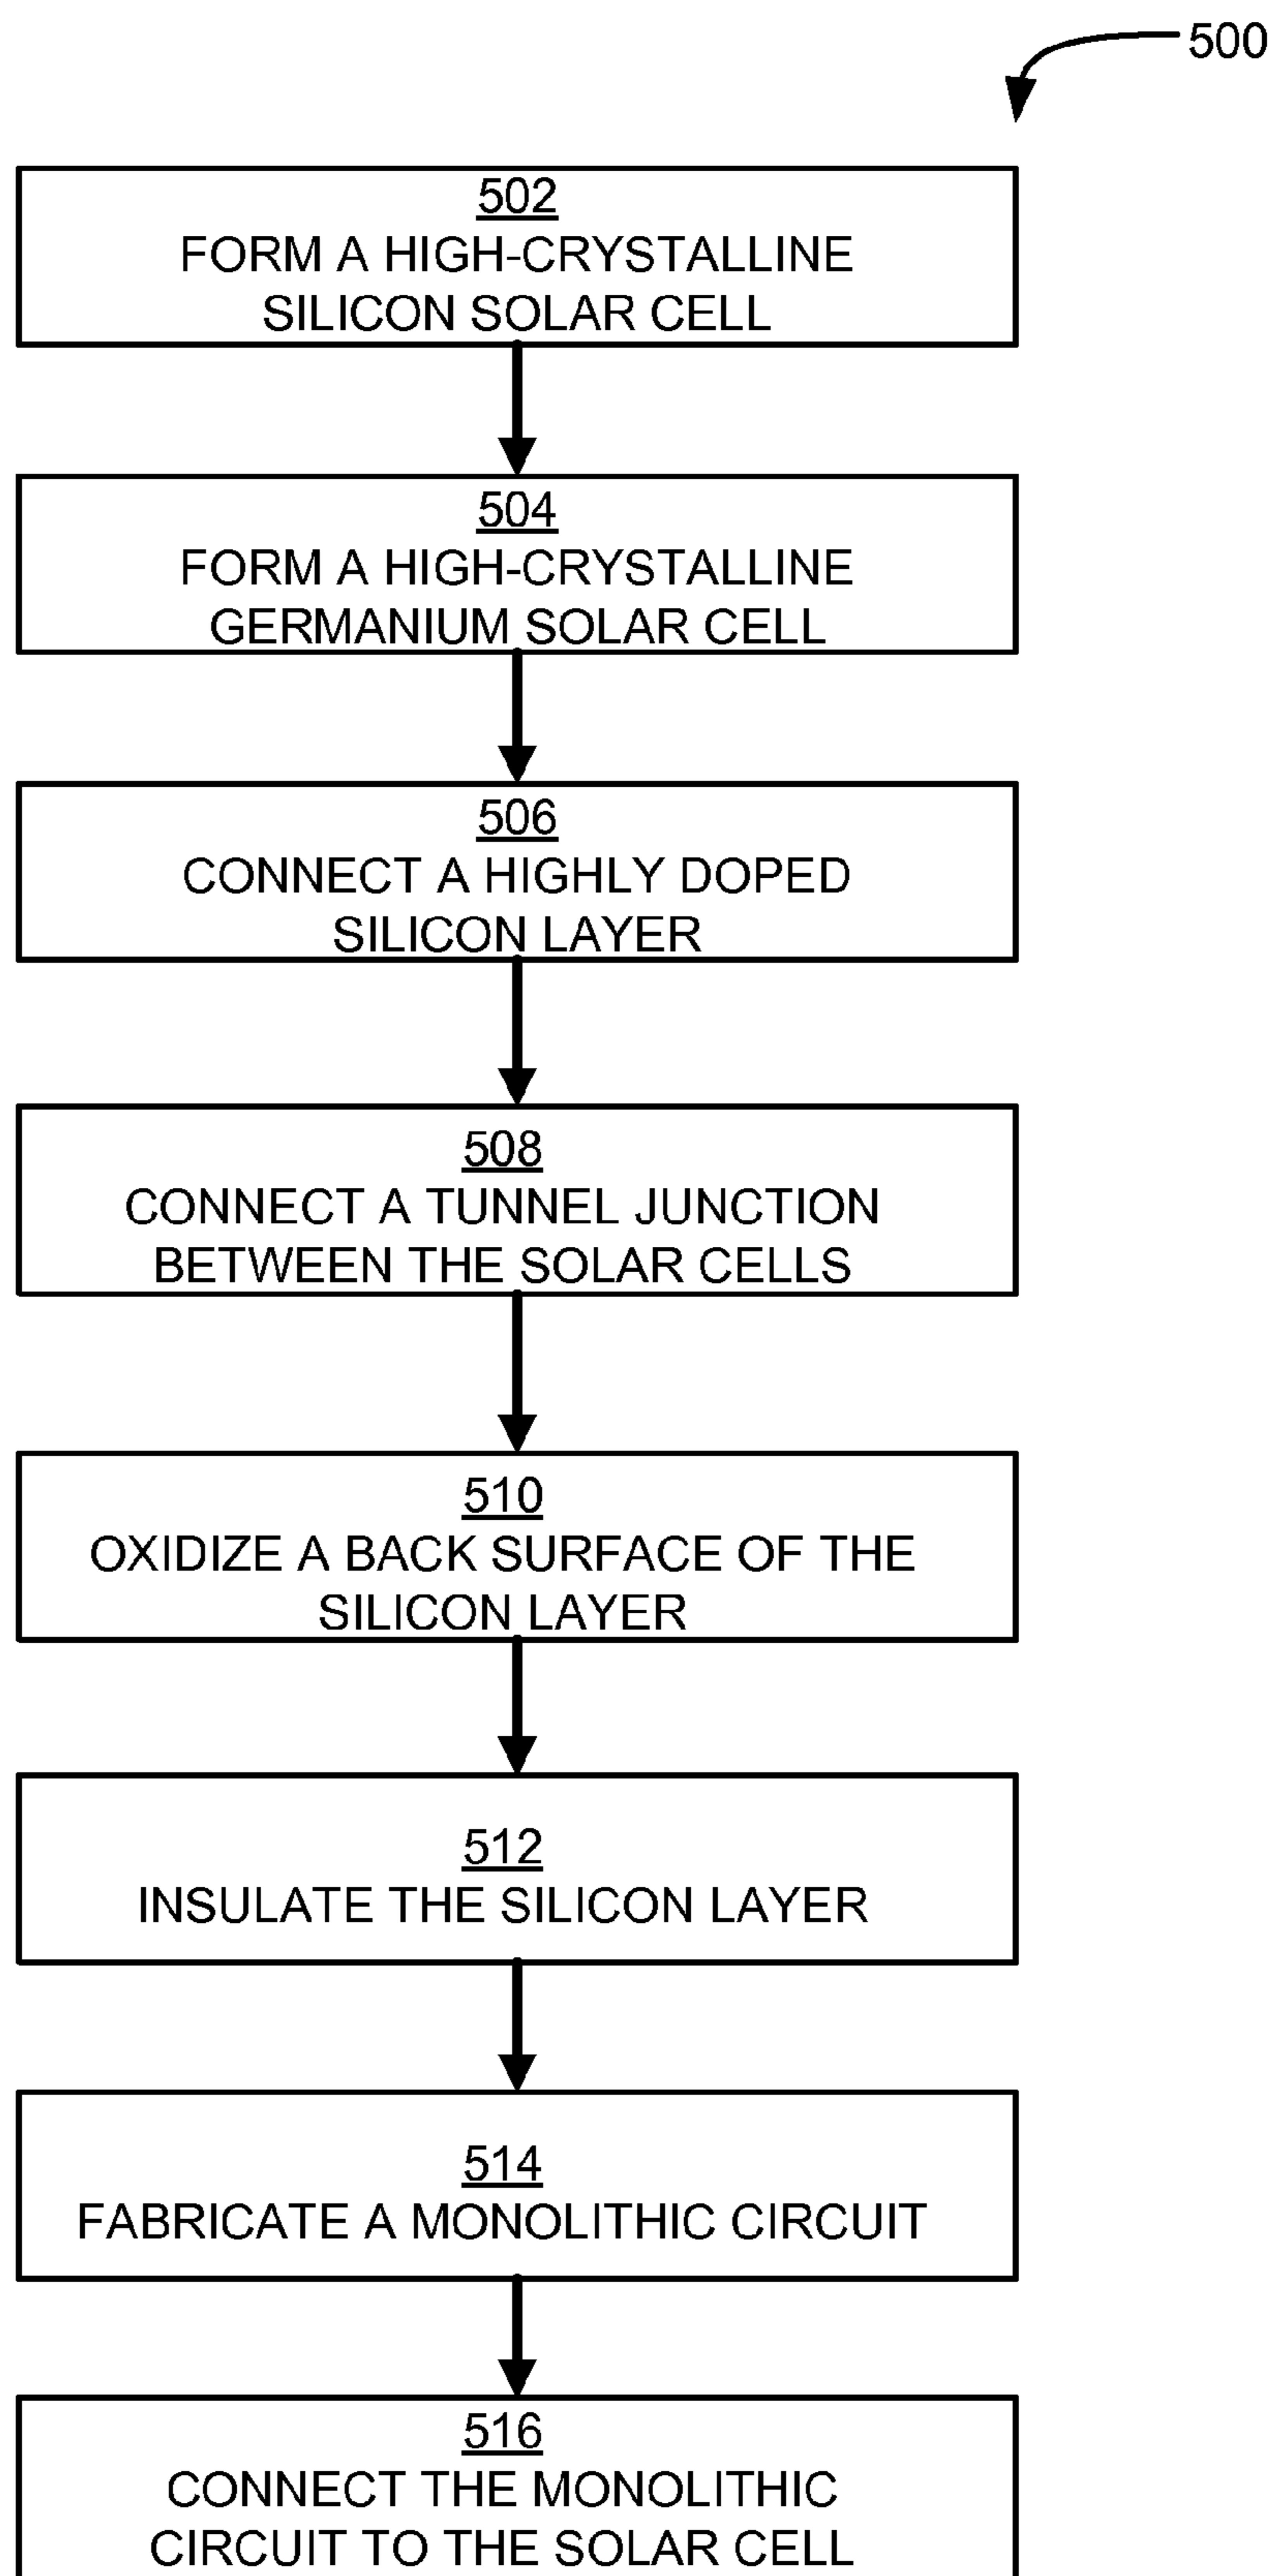 500
502
FORM A HIGH-CRYSTALLINE
SILICON SOLAR CELL
504
FORM A HIGH-CRYSTALLINE
GERMANIUM SOLAR CELL
506
CONNECT A HIGHLY DOPED
SILICON LAYER
508
CONNECT A TUNNEL JUNCTION
BETWEEN THE SOLAR CELLS
510
OXIDIZE A BACK SURFACE OF THE
SILICON LAYER
512
INSULATE THE SILICON LAYER
514
FABRICATE A MONOLITHIC CIRCUIT
516
CONNECT THE MONOLITHIC
CIRCUIT TO THE SOLAR CELL